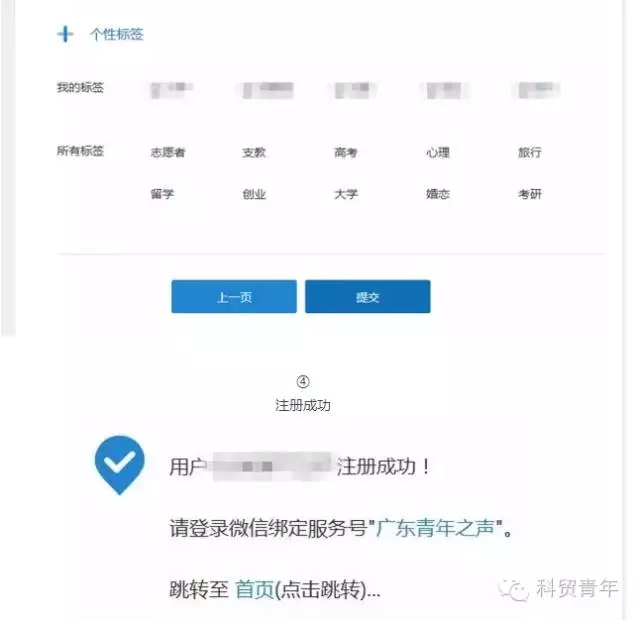 个性标签
我的标签
所有标签 志愿者 支教 高考 心理 旅行
留学 创业 大学 婚恋 考研
上一页 提交
④
注册成功
用户 注册成功！
请登录微信绑定服务号"广东青年之声"。
跳转至 首页(点击跳转)...
科贸青年